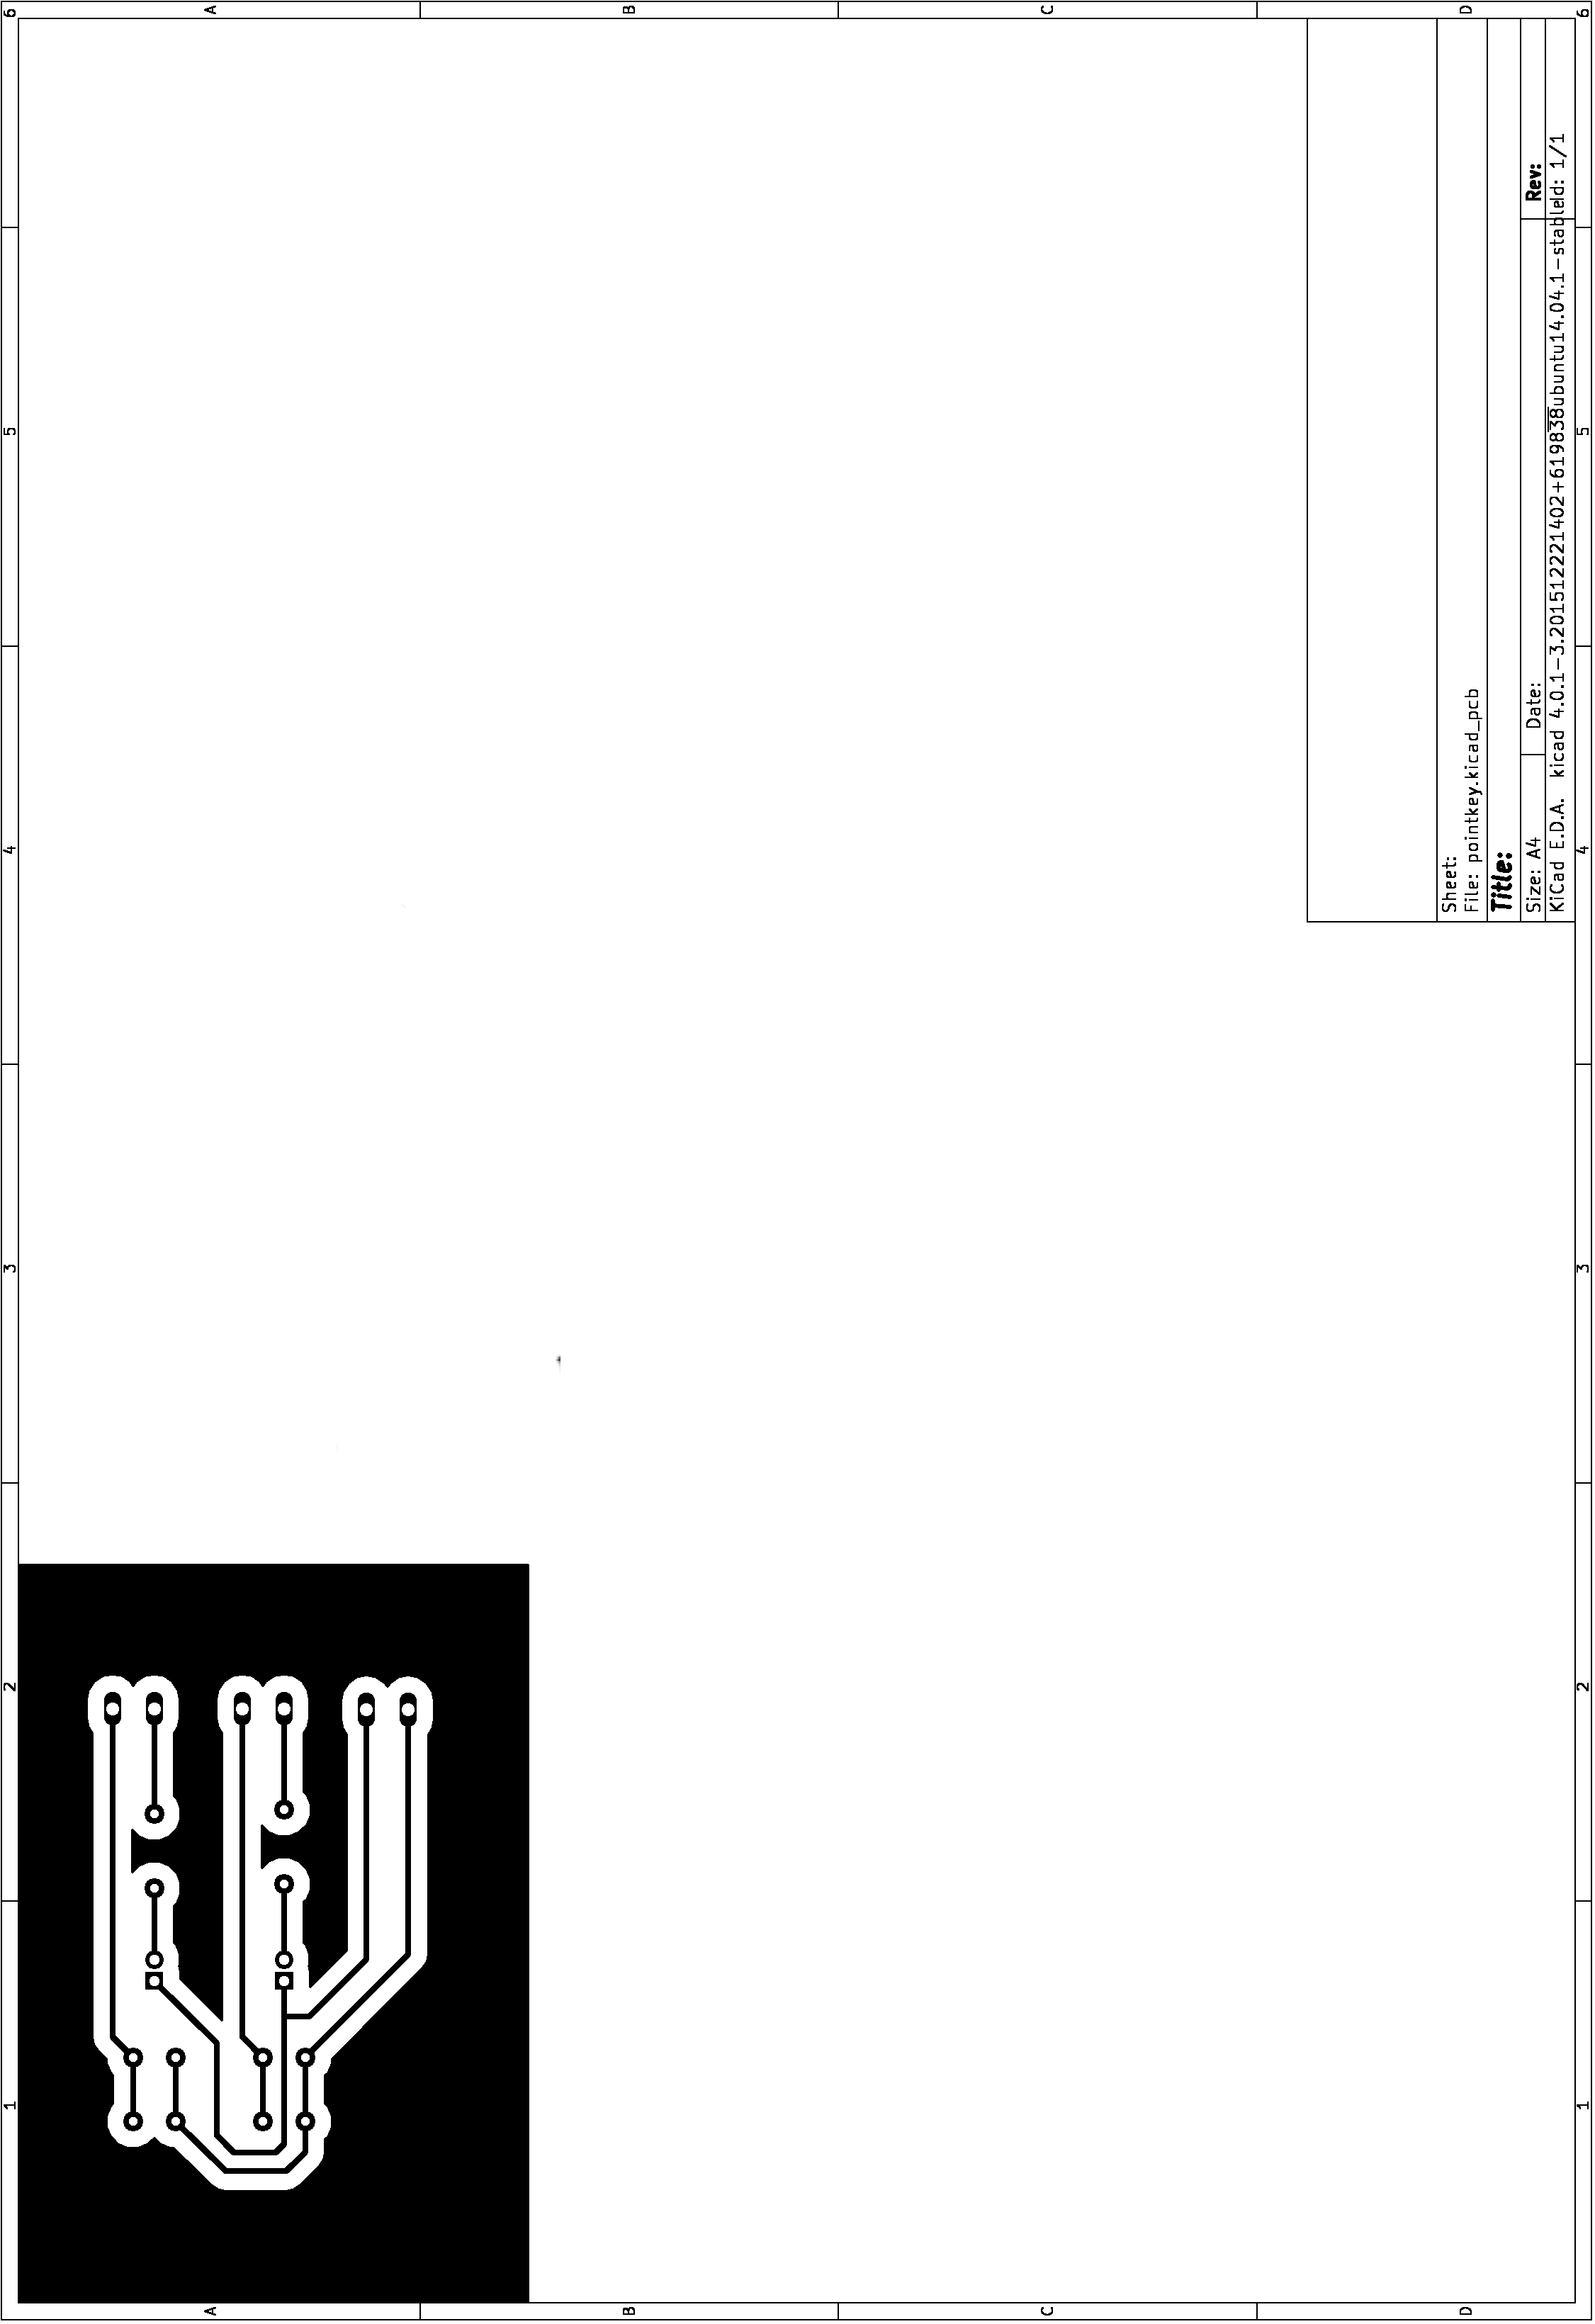 1
2
3
4
5
6
A
A
B
B
C
C
D
D
Sheet:
File: pointkey.kicad_pcb
Title:
Size: A4
Date:
Rev:
KiCad E.D.A. kicad 4.0.1-3.201512221402+6198~38~ubuntu14.04.1-stable
Id: 1/1
1
2
3
4
5
6